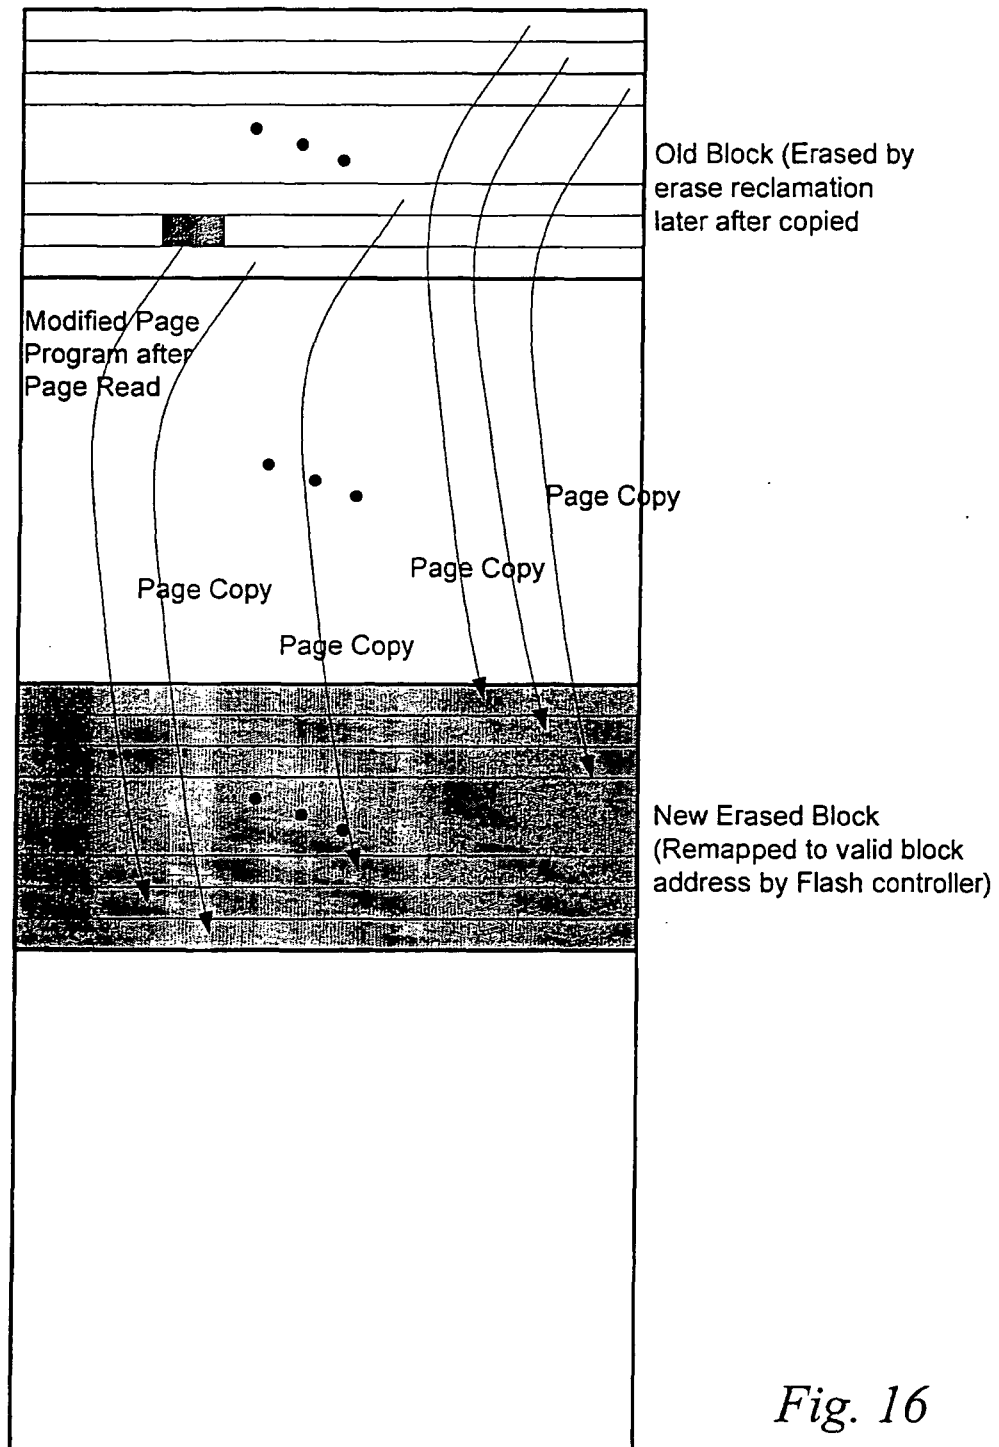 Old Block (Erased by
erase reclamation
later after copied
Modified Page
Program after
Page Read
Page Copy
Page Copy
Page Copy
Page Copy
New Erased Block
(Remapped to valid block
address by Flash controller)
Fig. 16